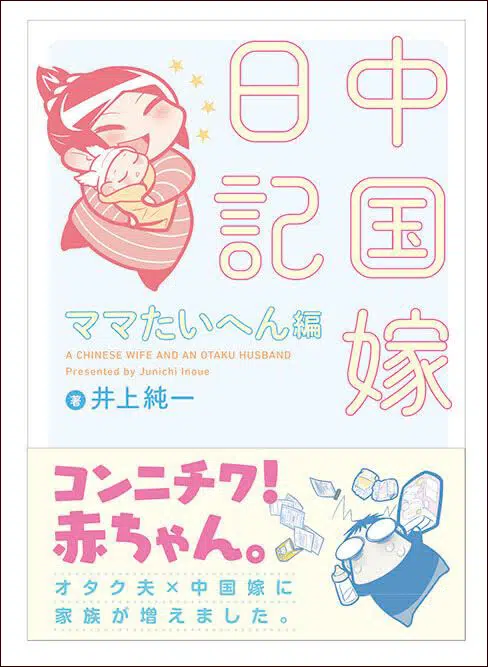 中国嫁
日記
ママたいへん編
A CHINESE WIFE AND AN OTAKU HUSBAND
Presented by Junichi Inoue
著 井上純一
コンニチワ!
赤ちゃん。
オタク夫×中国嫁に
家族が増えました。